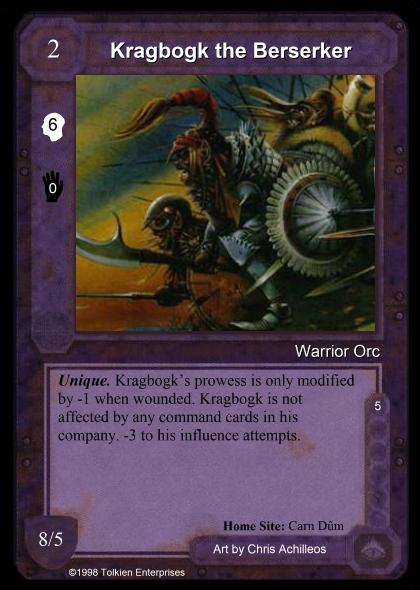 2
Kragbogk the Berserker
6
0
Warrior Orc
Unique. Kragbogk's prowess is only modified
by -1 when wounded. Kragbogk is not
affected by any command cards in his
company. -3 to his influence attempts.
5
Home Site: Carn Dûm
8/5
Art by Chris Achilleos
©1998 Tolkien Enterprises